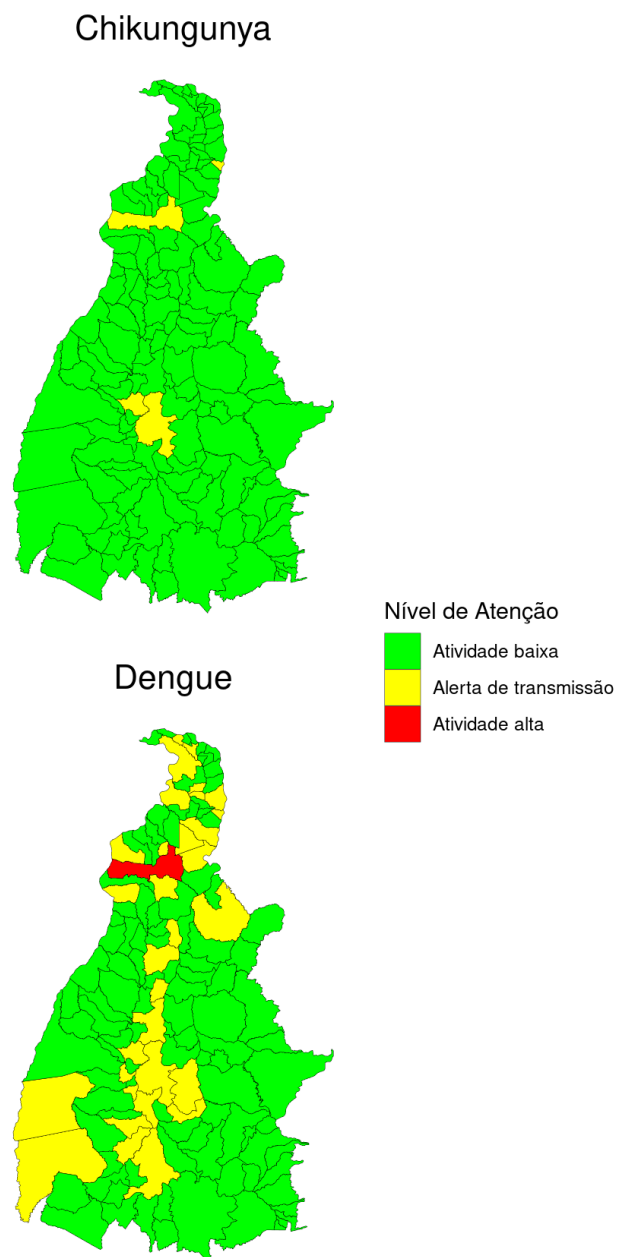 Chikungunya
Nível de Atenção
Atividade baixa
Alerta de transmissão
Atividade alta
Dengue